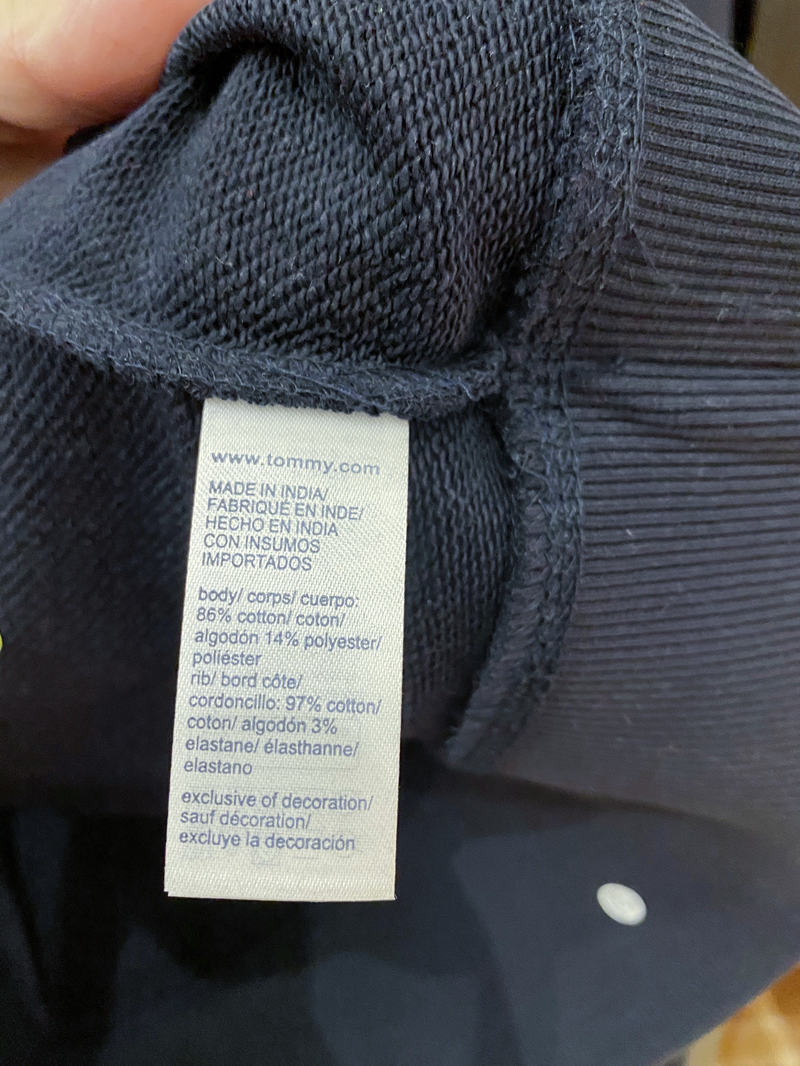 www.tommy.com
MADE IN INDIA/
FABRIQUÉ EN INDE/
HECHO EN INDIA
CON INSUMOS
IMPORTADOS
body/ corps/ cuerpo:
86% cotton/ coton/
algodón 14% polyester/
poliéster
rib/ bord côte/
cordoncillo: 97% cotton/
coton/ algodón 3%
elastane/ élasthanne/
elastano
exclusive of decoration/
sauf décoration/
excluye la decoración